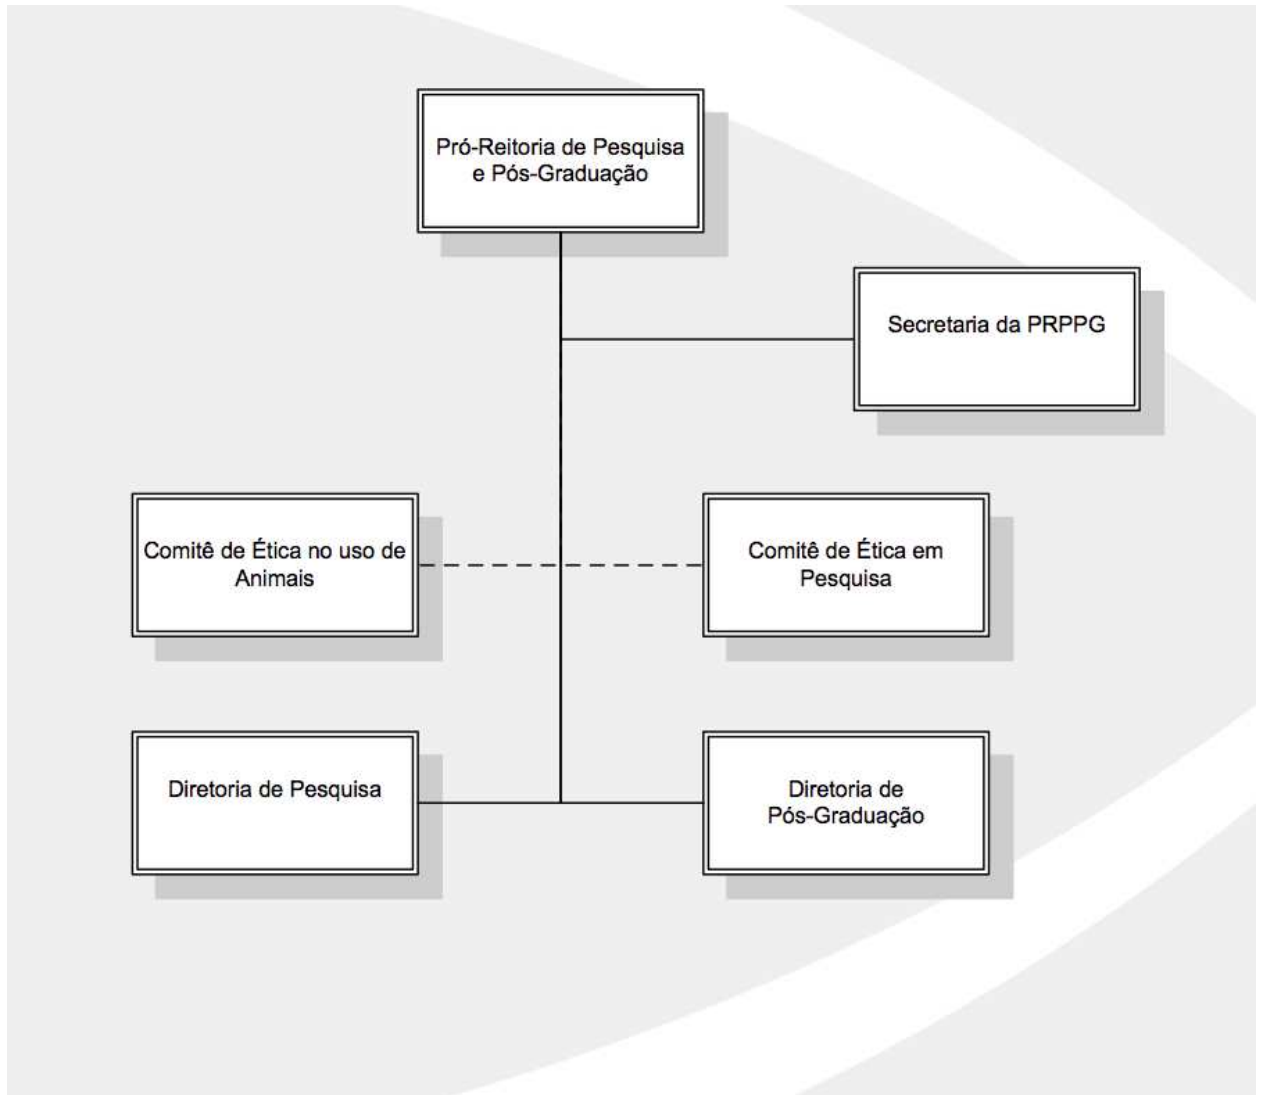 Pró-Reitoria de Pesquisa
e Pós-Graduação
Secretaria da PRPPG
Comitê de Ética no uso de
Animais
Comitê de Ética em
Pesquisa
Diretoria de Pesquisa
Diretoria de
Pós-Graduação